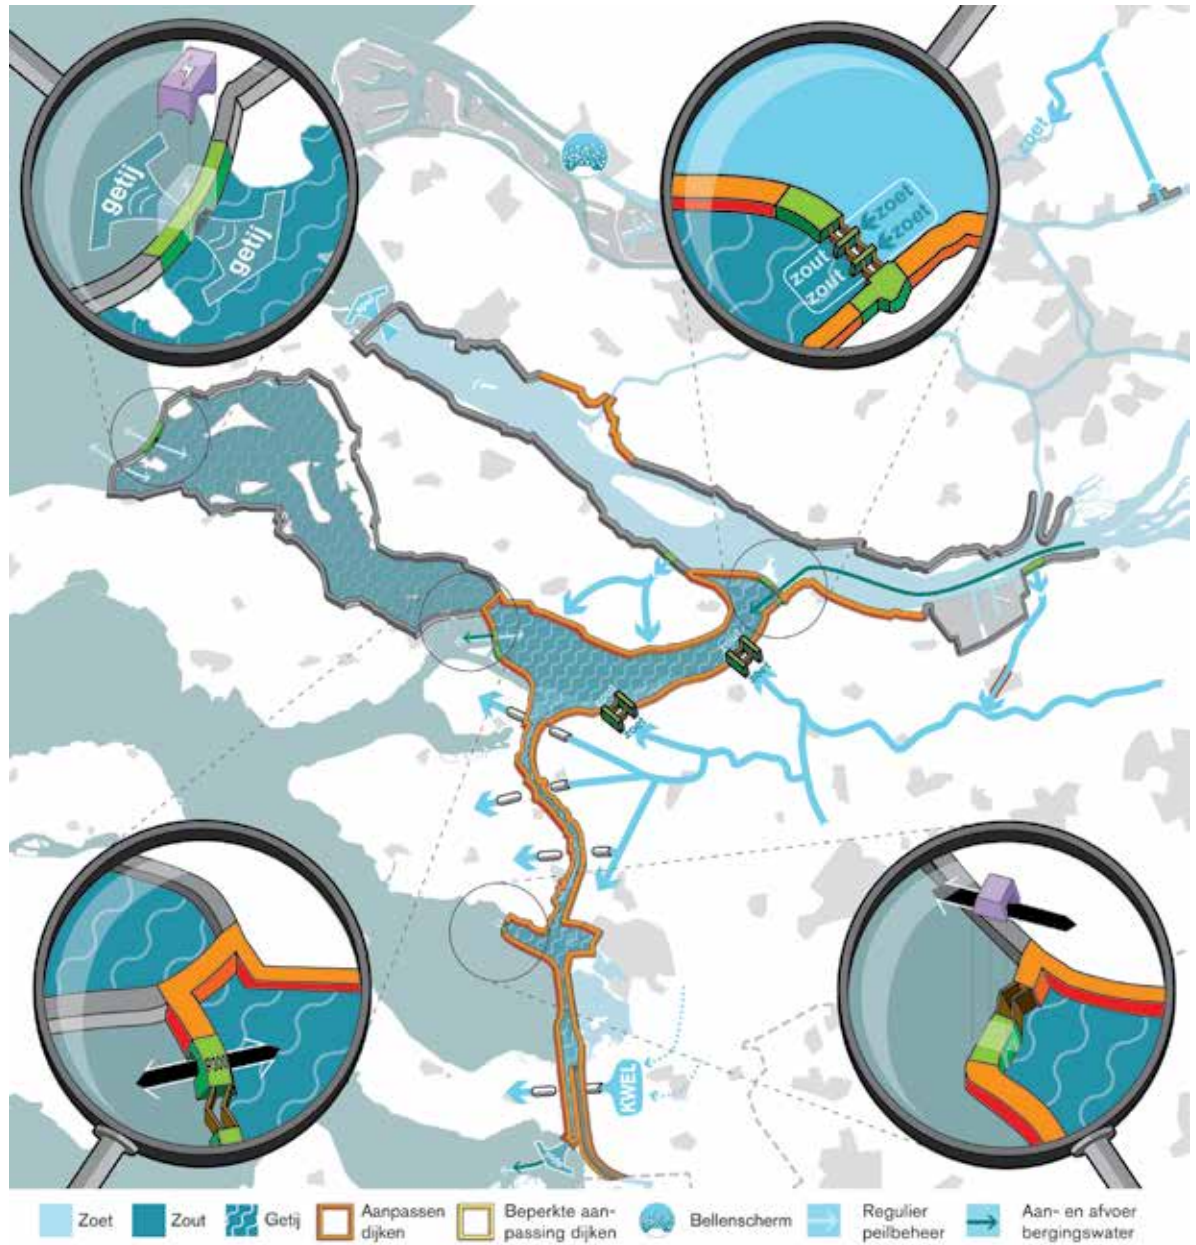 getij
getij
zoet
zoet
zoet
zout
zout
zoet
KWEL
Zoet
Zout
Getij
Aanpassen
dijken
Beperkte aan-
passing dijken
Bellenscherm
Regulier
peilbeheer
Aan- en afvoer
bergingswater